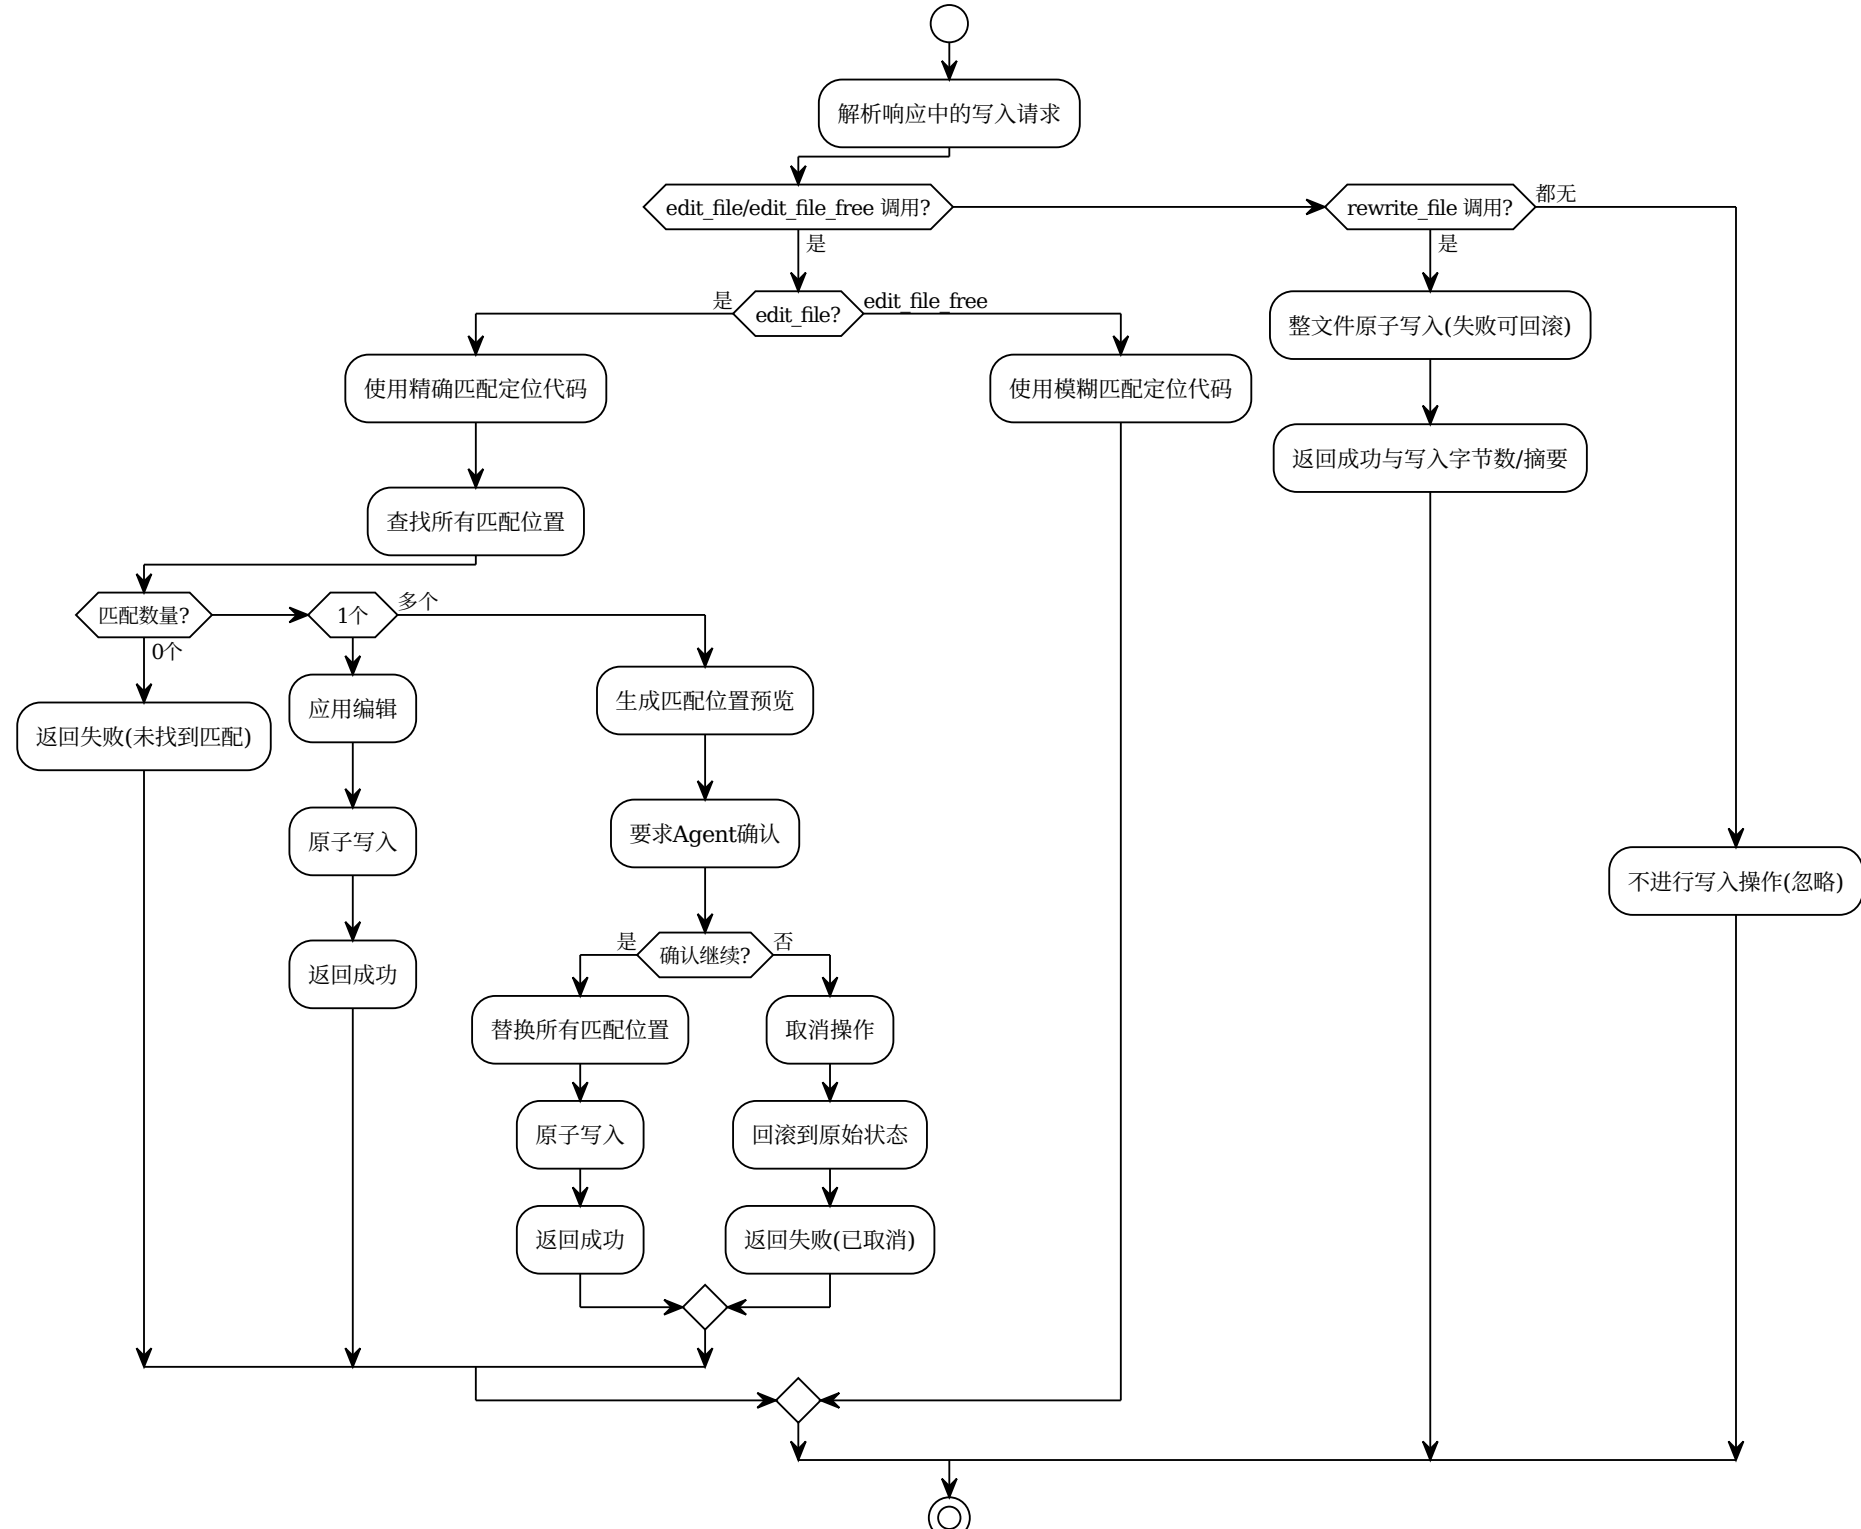 解析响应中的写入请求
edit_file/edit_file_free 调用?
rewrite_file 调用?
都无
是
是
是
edit_file?
edit_file_free
整文件原子写入(失败可回滚)
使用精确匹配定位代码
使用模糊匹配定位代码
返回成功与写入字节数/摘要
查找所有匹配位置
匹配数量?
1个
多个
0个
返回失败(未找到匹配)
应用编辑
生成匹配位置预览
原子写入
要求Agent确认
不进行写入操作(忽略)
返回成功
是
确认继续?
否
替换所有匹配位置
取消操作
原子写入
回滚到原始状态
返回成功
返回失败(已取消)